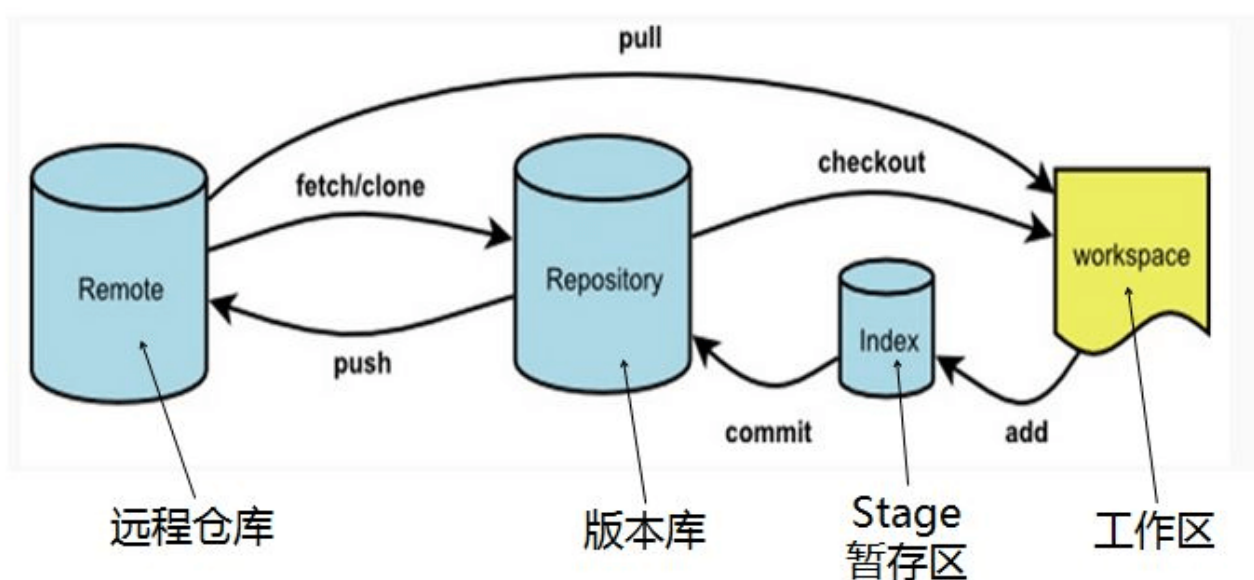 pull
fetch/clone
checkout
Remote
Repository
workspace
Index
push
commit
add
远程仓库
版本库
Stage
暂存区
工作区